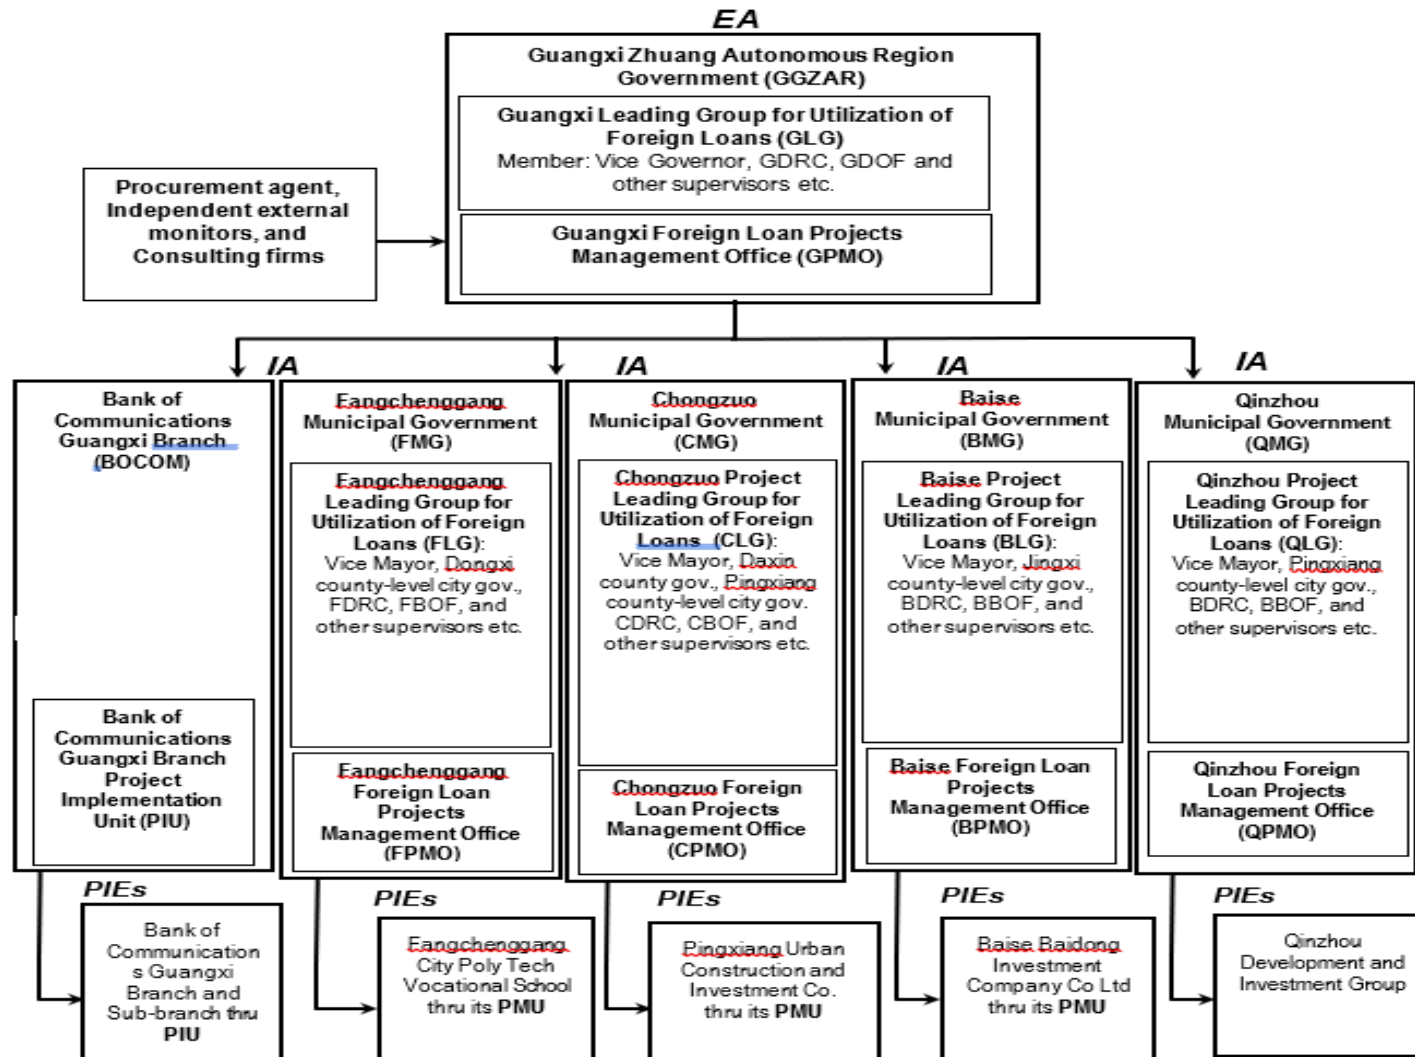 EA
Guangxi Zhuang Autonomous Region
Government (GGZAR)
Guangxi Leading Group for Utilization of
Foreign Loans (GLG)
Member: Vice Governor, GDRC, GDOF and
other supervisors etc.
Guangxi Foreign Loan Projects
Management Office (GPMO)
Procurement agent,
Independent external
monitors, and
Consulting firms
IA
IA
IA
IA
Bank of
Communications
Guangxi Branch
(BOCOM)
Bank of
Communications
Guangxi Branch
Project
Implementation
Unit (PIU)
Fangchenggang
Municipal Government
(FMG)
Fangchenggang
Leading Group for
Utilization of Foreign
Loans (FLG):
Vice Mayor, Dongxi
county-level city gov.,
FDRC, FBOF, and
other supervisors etc.
Fangchenggang
Foreign Loan
Projects
Management Office
(FPMO)
Chongzuo
Municipal Government
(CMG)
Chongzuo Project
Leading Group for
Utilization of Foreign
Loans (CLG):
Vice Mayor, Daxin
county gov., Pingxiang
county-level city gov.
CDRC, CBOF, and
other supervisors etc.
Chongzuo Foreign
Loan Projects
Management Office
(CPMO)
Baise
Municipal Government
(BMG)
Baise Project
Leading Group for
Utilization of Foreign
Loans (BLG):
Vice Mayor, Jingxi
county-level city gov.,
BDRC, BBOF, and
other supervisors etc.
Baise Foreign Loan
Projects
Management Office
(BPMO)
Qinzhou
Municipal Government
(QMG)
Qinzhou Project
Leading Group for
Utilization of Foreign
Loans (QLG):
Vice Mayor, Pingxiang
county-level city gov.,
BDRC, BBOF, and
other supervisors etc.
Qinzhou Foreign
Loan Projects
Management Office
(QPMO)
PIEs
Bank of
Communication
s Guangxi
Branch and
Sub-branch thru
PIU
PIEs
Fangchenggang
City Poly Tech
Vocational School
thru its PMU
PIEs
Pingxiang Urban
Construction and
Investment Co.
thru its PMU
PIEs
Baise Baidong
Investment
Company Co Ltd
thru its PMU
PIEs
Qinzhou
Development and
Investment Group